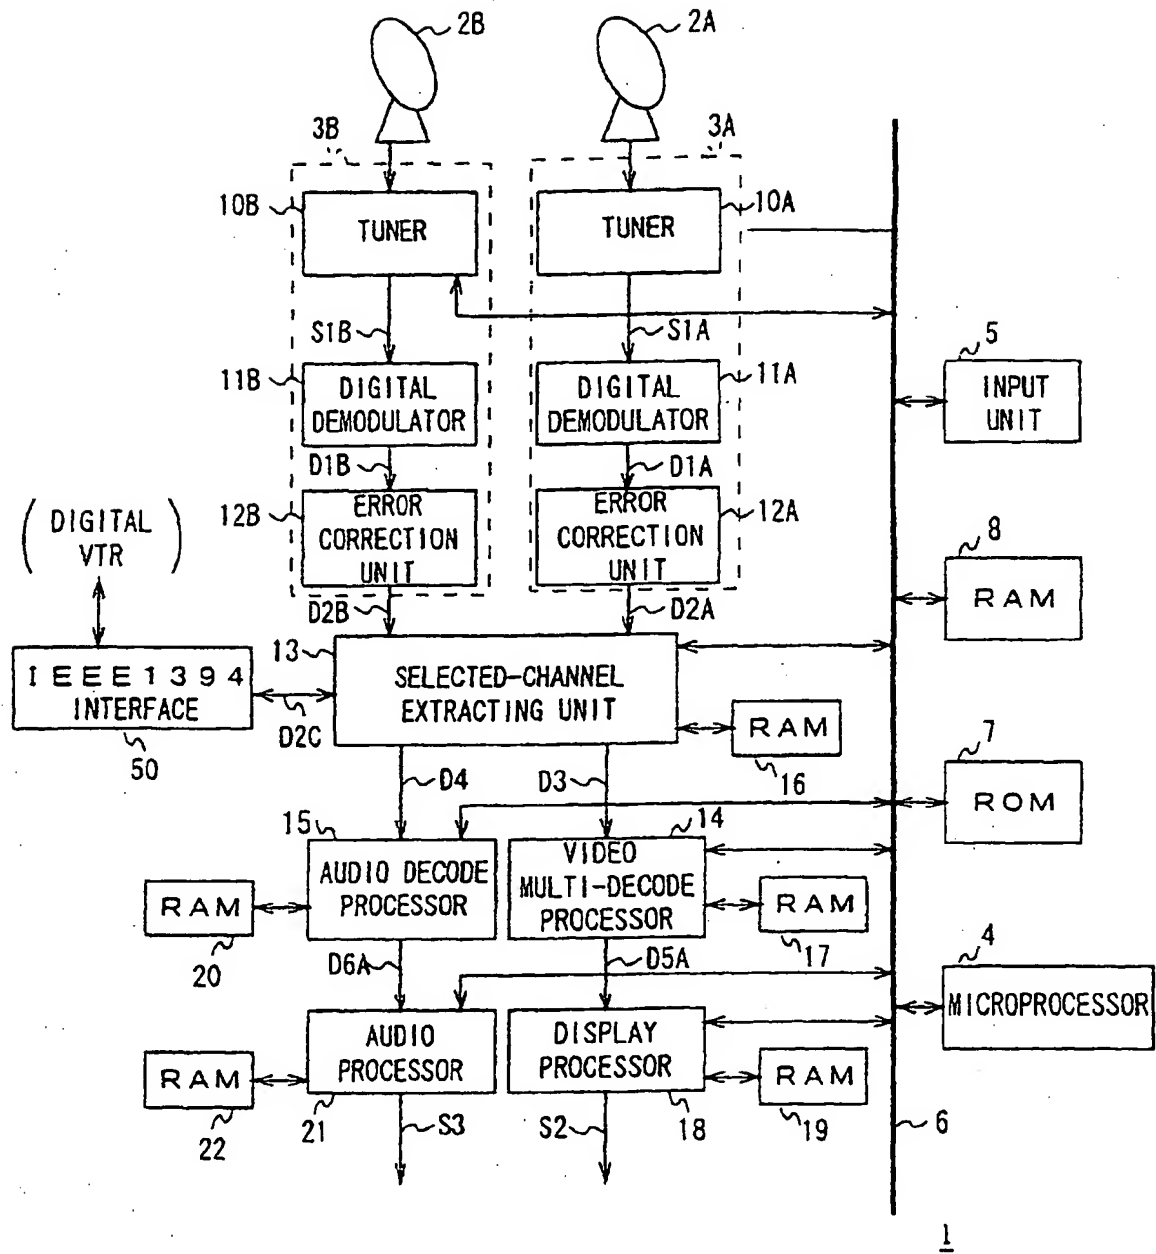 2B
2A
3B
3A
10B
TUNER
TUNER
10A
S1B
S1A
5
INPUT
UNIT
11B
DIGITAL
DEMODULATOR
DIGITAL
DEMODULATOR
11A
D1B
D1A
12B
ERROR
CORRECTION
UNIT
ERROR
CORRECTION
UNIT
12A
( DIGITAL
VTR )
8
RAM
D2B
D2A
13
SELECTED-CHANNEL
EXTRACTING UNIT
IEEE1394
INTERFACE
D2C
50
RAM
16
7
ROM
D4
D3
15
AUDIO DECODE
PROCESSOR
14
VIDEO
MULTI-DECODE
PROCESSOR
RAM
20
RAM
17
4
MICROPROCESSOR
D6A
D5A
AUDIO
PROCESSOR
DISPLAY
PROCESSOR
RAM
22
RAM
19
21
S3
S2
18
6
1